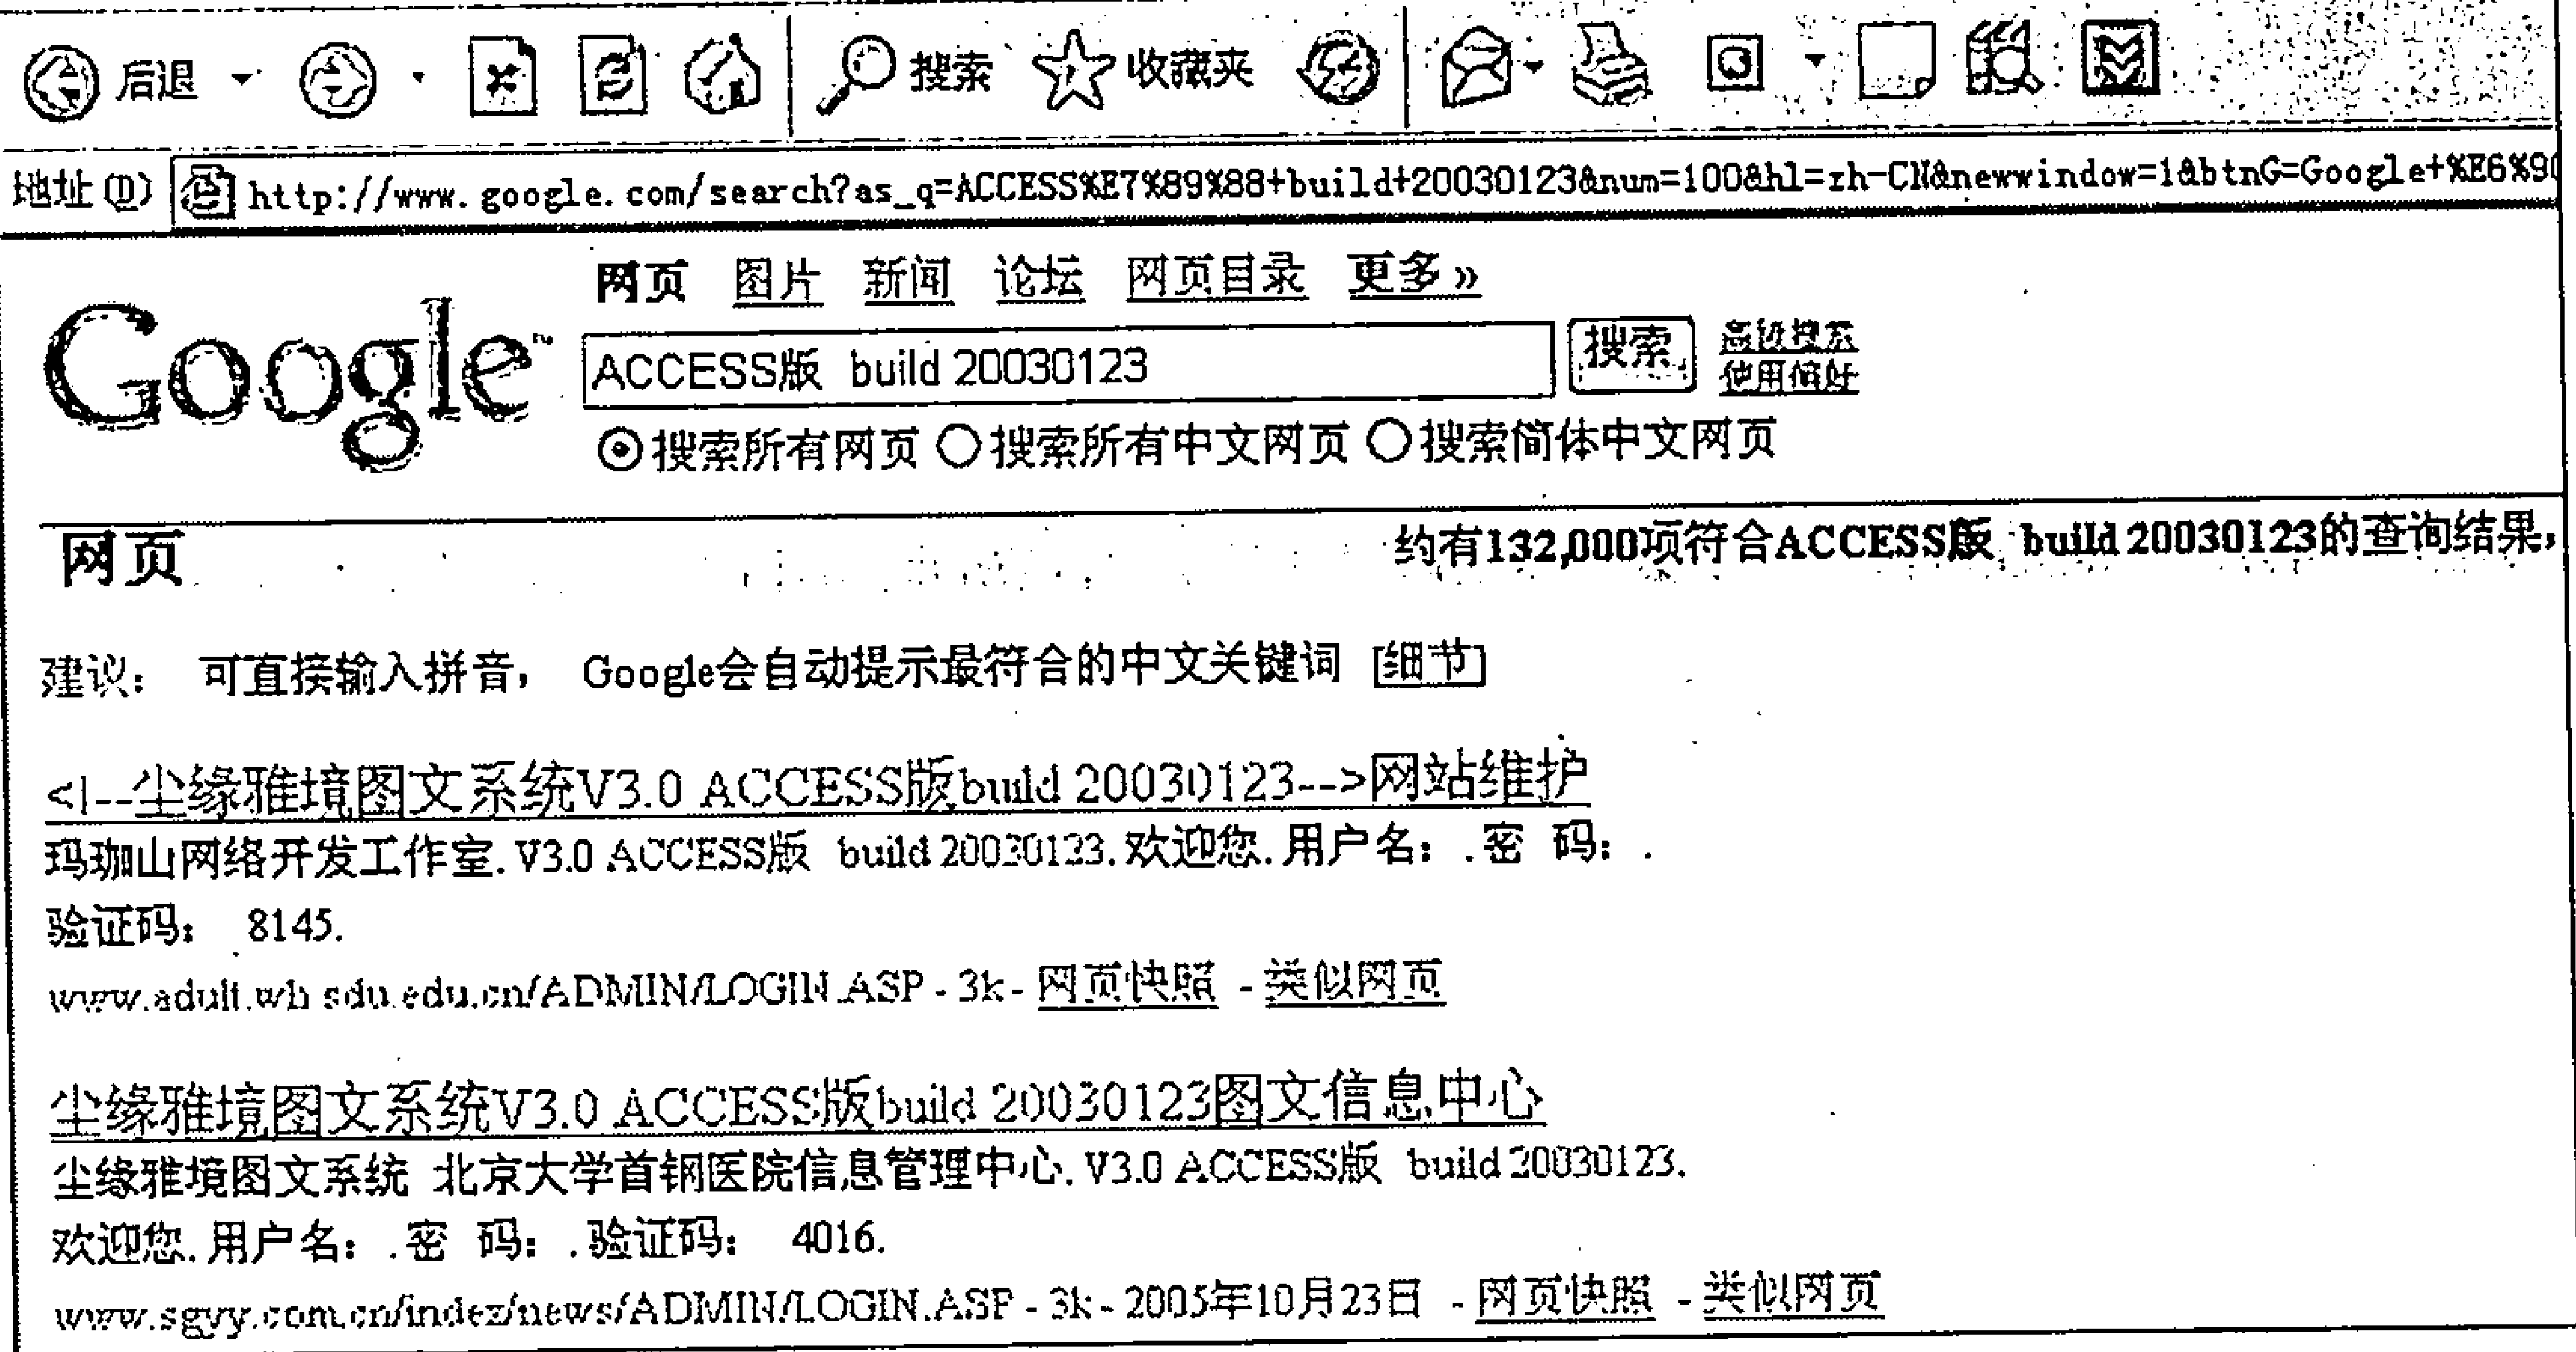 后退 搜索 收藏夹
地址(D) http://www.google.com/search?as_q=ACCESS%E7%89%88+build+20030123&num=100&hl=zh-CN&newwindow=1&btnG=Google+%E6%90
网页 图片 新闻 论坛 网页目录 更多»
Google™
ACCESS版 build 20030123 搜索 高级搜索
使用偏好
搜索所有网页 搜索所有中文网页 搜索简体中文网页
网页 约有132,000项符合ACCESS版 build 20030123的查询结果,
建议: 可直接输入拼音, Google会自动提示最符合的中文关键词 [细节]
<!--尘缘雅境图文系统V3.0 ACCESS版build 20030123-->网站维护
玛珈山网络开发工作室. V3.0 ACCESS版 build 20030123. 欢迎您. 用户名: . 密 码: .
验证码: 8145.
www.adult.wh.sdu.edu.cn/ADMIN/LOGIN.ASP - 3k - 网页快照 - 类似网页
尘缘雅境图文系统V3.0 ACCESS版build 20030123图文信息中心
尘缘雅境图文系统 北京大学首钢医院信息管理中心. V3.0 ACCESS版 build 20030123.
欢迎您. 用户名: . 密 码: . 验证码: 4016.
www.sgyy.com.cn/index/news/ADMIN/LOGIN.ASP - 3k - 2005年10月23日 - 网页快照 - 类似网页